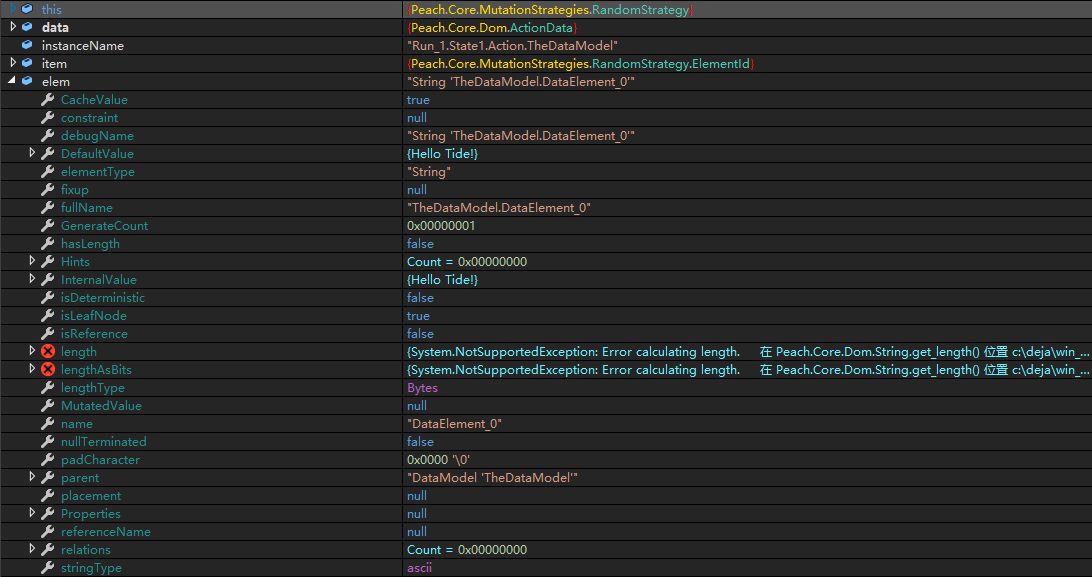 this {Peach.Core.MutationStrategies.RandomStrategy}
data {Peach.Core.Dom.ActionData}
instanceName "Run_1.State1.Action.TheDataModel"
item {Peach.Core.MutationStrategies.RandomStrategy.ElementId}
elem "String 'TheDataModel.DataElement_0'"
CacheValue true
constraint null
debugName "String 'TheDataModel.DataElement_0'"
DefaultValue {Hello Tide!}
elementType "String"
fixup null
fullName "TheDataModel.DataElement_0"
GenerateCount 0x00000001
hasLength false
Hints Count = 0x00000000
InternalValue {Hello Tide!}
isDeterministic false
isLeafNode true
isReference false
length {System.NotSupportedException: Error calculating length. 在 Peach.Core.Dom.String.get_length() 位置 c:\deja\win_...
lengthAsBits {System.NotSupportedException: Error calculating length. 在 Peach.Core.Dom.String.get_length() 位置 c:\deja\win_...
lengthType Bytes
MutatedValue null
name "DataElement_0"
nullTerminated false
padCharacter 0x0000 '\0'
parent "DataModel 'TheDataModel'"
placement null
Properties null
referenceName null
relations Count = 0x00000000
stringType ascii